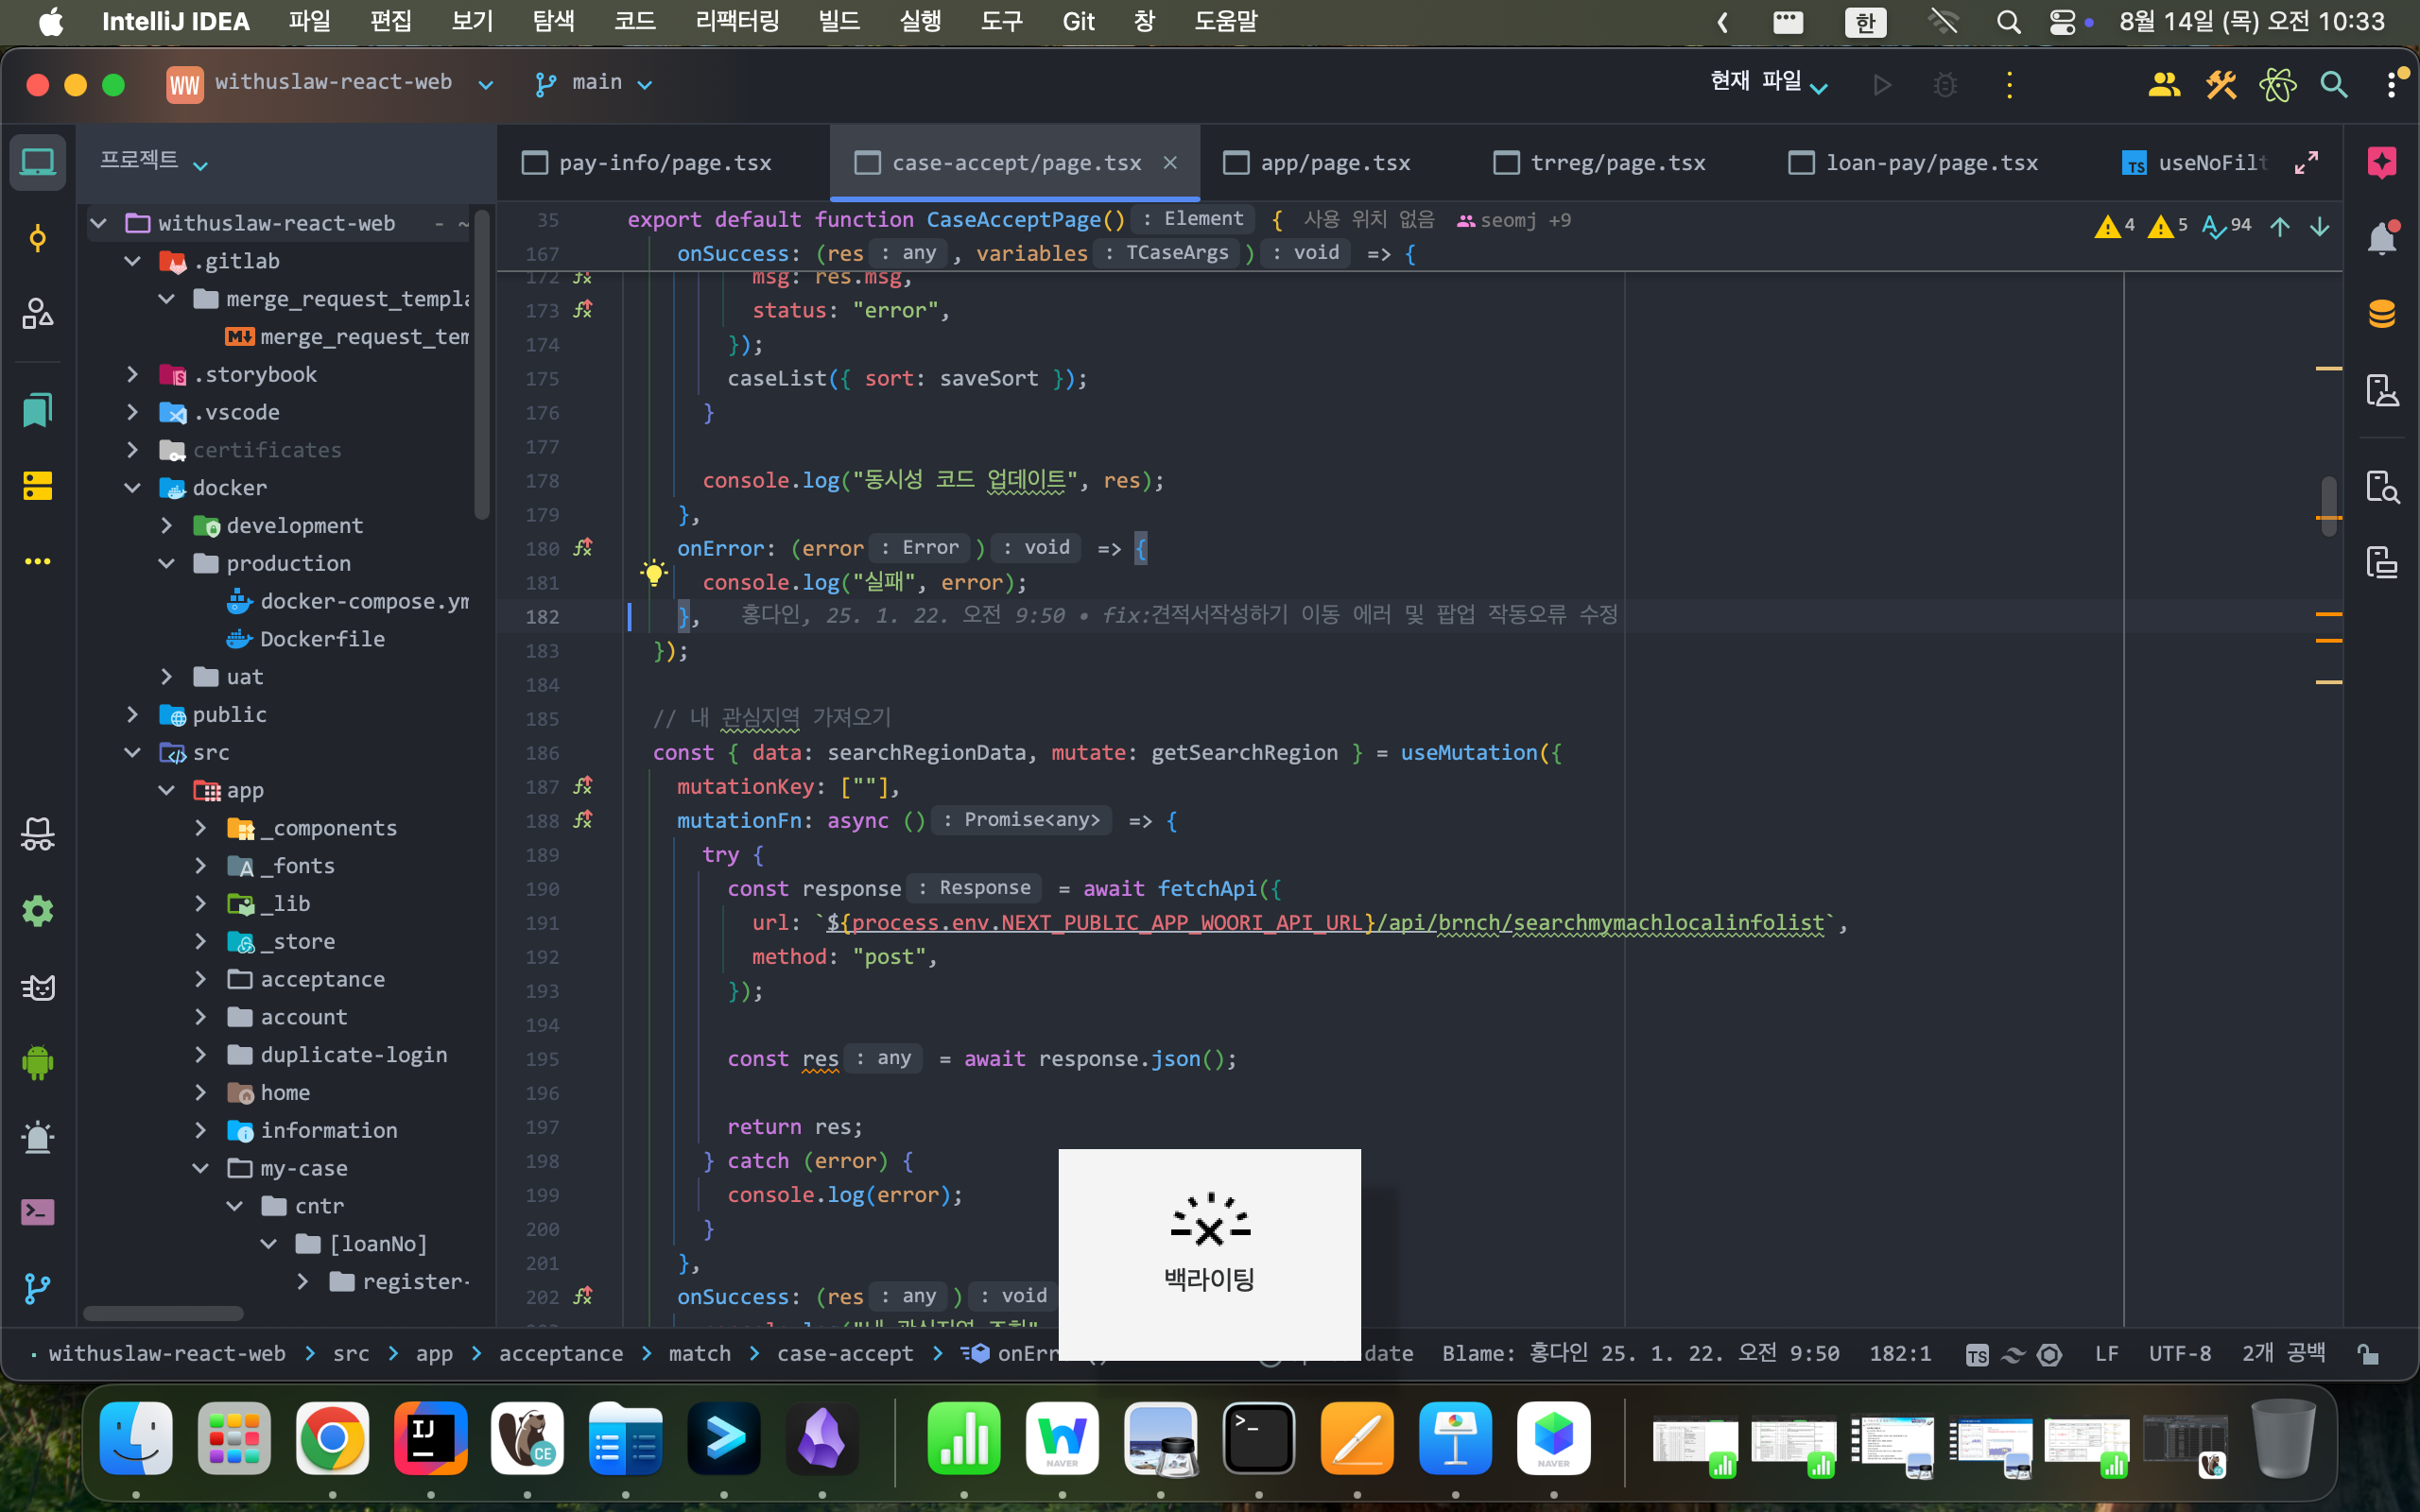 IntelliJ IDEA 파일 편집 보기 탐색 코드 리팩터링 빌드 실행 도구 Git 창 도움말 한 8월 14일 (목) 오전 10:33
WW withuslaw-react-web main 현재 파일
프로젝트
pay-info/page.tsx case-accept/page.tsx app/page.tsx trreg/page.tsx loan-pay/page.tsx TS useNoFilt
withuslaw-react-web - ~
.gitlab
merge_request_templa
merge_request_tem
.storybook
.vscode
certificates
docker
development
production
docker-compose.ym
Dockerfile
uat
public
src
app
_components
_fonts
_lib
_store
acceptance
account
duplicate-login
home
information
my-case
cntr
[loanNo]
register-
4 5 94
35 export default function CaseAcceptPage() : Element { 사용 위치 없음 seomj +9
167 onSuccess: (res : any , variables : TCaseArgs ) : void => {
172 msg: res.msg,
173 status: "error",
174 });
175 caseList({ sort: saveSort });
176 }
177
178 console.log("동시성 코드 업데이트", res);
179 },
180 onError: (error : Error ) : void => {
181 console.log("실패", error);
182 }, 홍다인, 25. 1. 22. 오전 9:50 • fix:견적서작성하기 이동 에러 및 팝업 작동오류 수정
183 });
184
185 // 내 관심지역 가져오기
186 const { data: searchRegionData, mutate: getSearchRegion } = useMutation({
187 mutationKey: [""],
188 mutationFn: async () : Promise<any> => {
189 try {
190 const response : Response = await fetchApi({
191 url: `${process.env.NEXT_PUBLIC_APP_WOORI_API_URL}/api/brnch/searchmymachlocalinfolist`,
192 method: "post",
193 });
194
195 const res : any = await response.json();
196
197 return res;
198 } catch (error) {
199 console.log(error);
200 }
201 },
202 onSuccess: (res : any ) : void
백라이팅
withuslaw-react-web > src > app > acceptance > match > case-accept > onErr date Blame: 홍다인 25. 1. 22. 오전 9:50 182:1 TS LF UTF-8 2개 공백
IJ CE NAVER NAVER